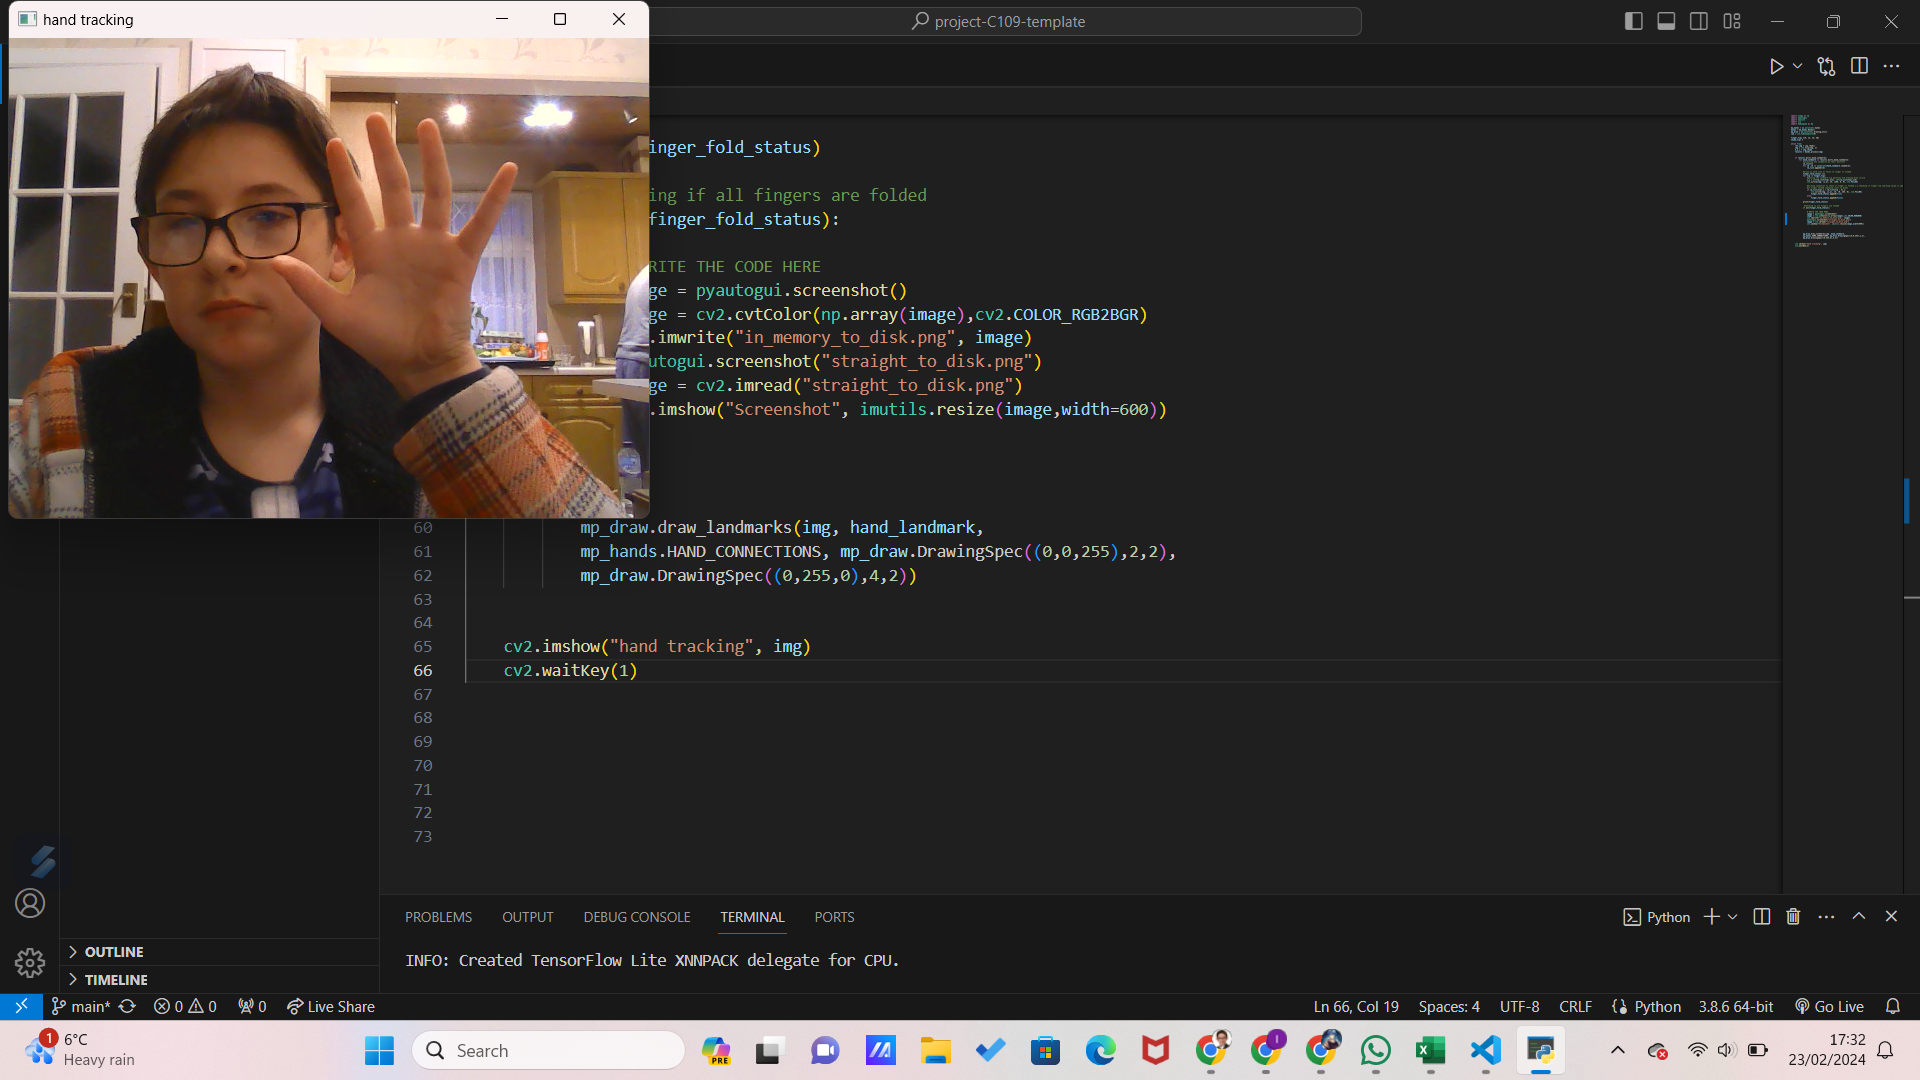 hand tracking
project-C109-template
inger_fold_status)
ing if all fingers are folded
finger_fold_status):
RITE THE CODE HERE
ge = pyautogui.screenshot()
ge = cv2.cvtColor(np.array(image),cv2.COLOR_RGB2BGR)
.imwrite("in_memory_to_disk.png", image)
utogui.screenshot("straight_to_disk.png")
ge = cv2.imread("straight_to_disk.png")
.imshow("Screenshot", imutils.resize(image,width=600))
60 mp_draw.draw_landmarks(img, hand_landmark,
61 mp_hands.HAND_CONNECTIONS, mp_draw.DrawingSpec((0,0,255),2,2),
62 mp_draw.DrawingSpec((0,255,0),4,2))
63
64
65 cv2.imshow("hand tracking", img)
66 cv2.waitKey(1)
67
68
69
70
71
72
73
PROBLEMS OUTPUT DEBUG CONSOLE TERMINAL PORTS Python
INFO: Created TensorFlow Lite XNNPACK delegate for CPU.
OUTLINE
TIMELINE
main* 0 0 0 Live Share Ln 66, Col 19 Spaces: 4 UTF-8 CRLF Python 3.8.6 64-bit Go Live
1 6°C
Heavy rain
Search
PRE
17:32
23/02/2024